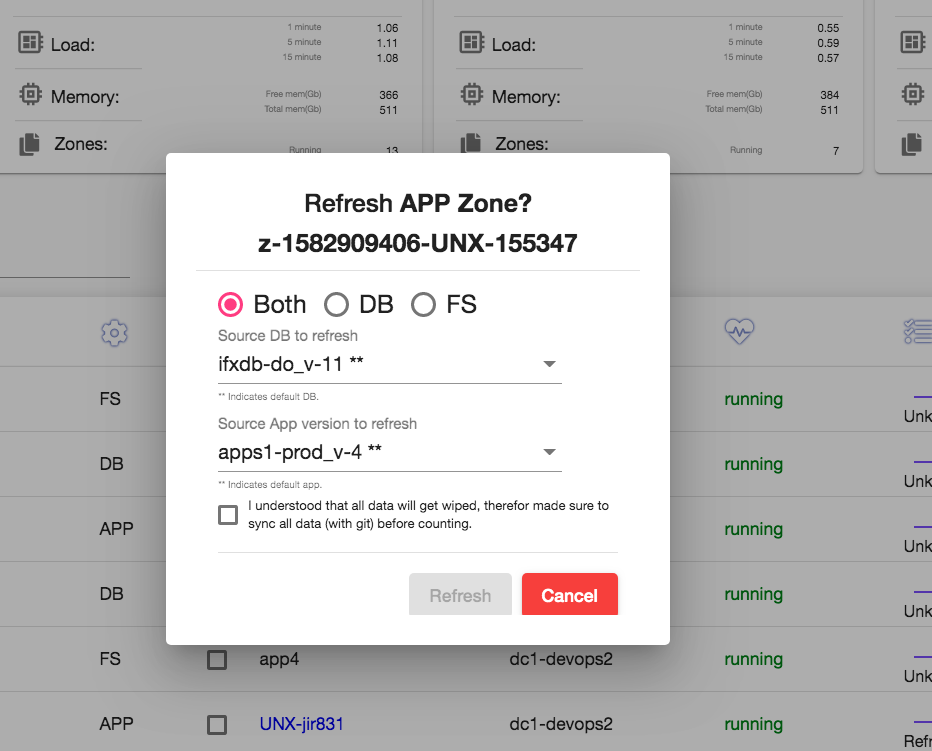 1 minute 1.06
Load: 5 minute 1.11
15 minute 1.08
Memory: Free mem(Gb) 366
Total mem(Gb) 511
Zones: Running 13
1 minute 0.55
Load: 5 minute 0.59
15 minute 0.57
Memory: Free mem(Gb) 384
Total mem(Gb) 511
Zones: Running 7
Refresh APP Zone?
z-1582909406-UNX-155347
Both DB FS
Source DB to refresh
ifxdb-do_v-11 **
** Indicates default DB.
Source App version to refresh
apps1-prod_v-4 **
** Indicates default app.
I understood that all data will get wiped, therefor made sure to
sync all data (with git) before counting.
Refresh Cancel
FS running Unk
DB running Unk
APP running Unk
DB running Unk
FS app4 dc1-devops2 running Unk
APP UNX-jir831 dc1-devops2 running Refr